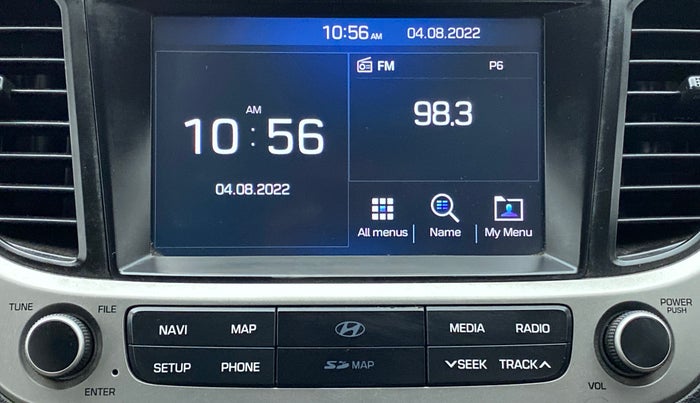 10:56 AM 04.08.2022
FM P6
AM
10:56
98.3
04.08.2022
All menus Name My Menu
TUNE FILE
POWER
PUSH
NAVI MAP MEDIA RADIO
SETUP PHONE SD MAP SEEK TRACK
ENTER
VOL